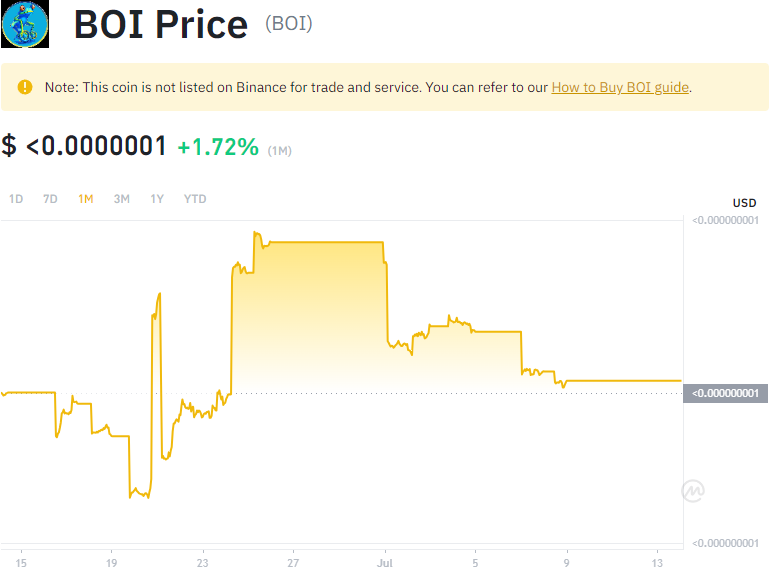 BOI Price (BOI)
Note: This coin is not listed on Binance for trade and service. You can refer to our How to Buy BOI guide.
$ <0.0000001 +1.72% (1M)
1D 7D 1M 3M 1Y YTD
USD
<0.000000001
<0.000000001
<0.000000001
15 19 23 27 Jul 5 9 13